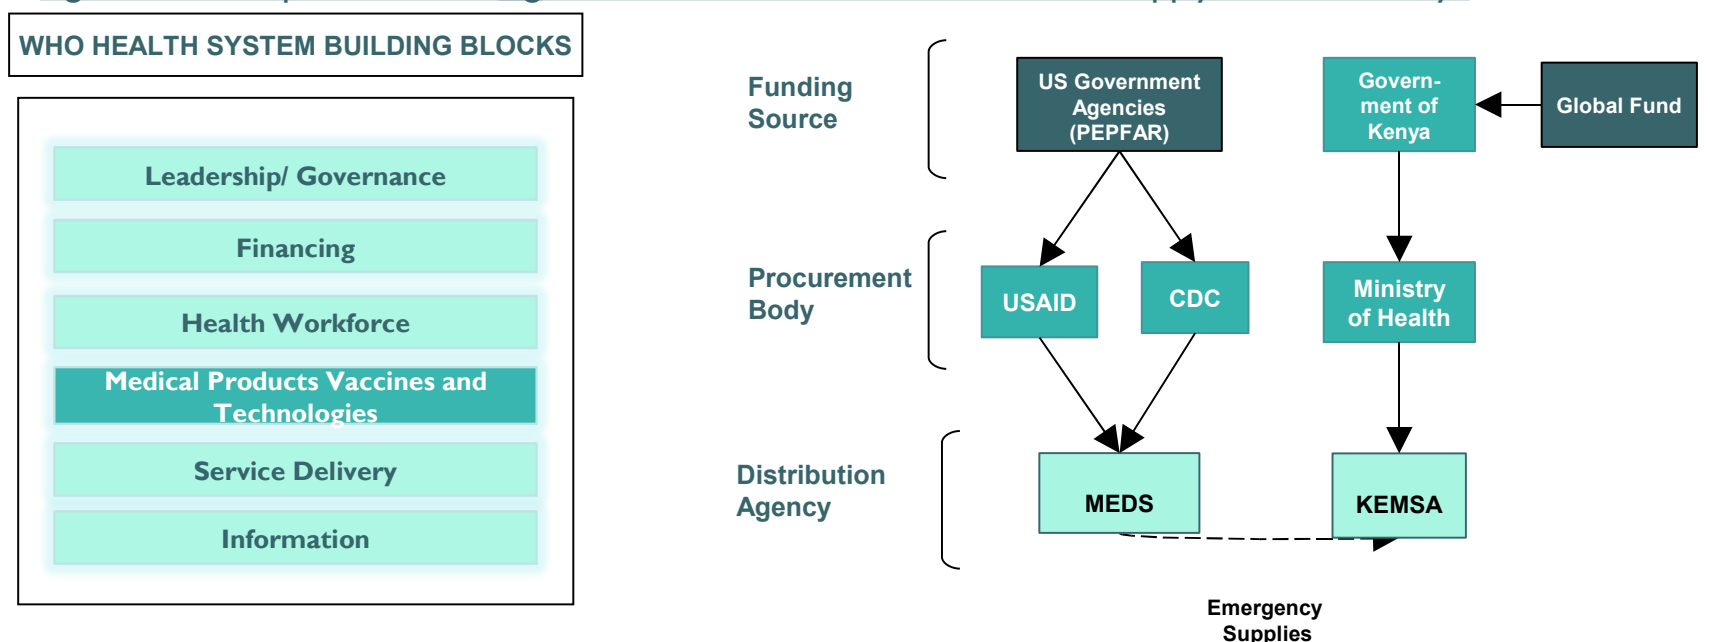 WHO HEALTH SYSTEM BUILDING BLOCKS
Leadership/ Governance
Financing
Health Workforce
Medical Products Vaccines and
Technologies
Service Delivery
Information
Funding
Source
US Government
Agencies
(PEPFAR)
Govern-
ment of
Kenya
Global Fund
Procurement
Body
USAID
CDC
Ministry
of Health
Distribution
Agency
MEDS
KEMSA
Emergency
Supplies